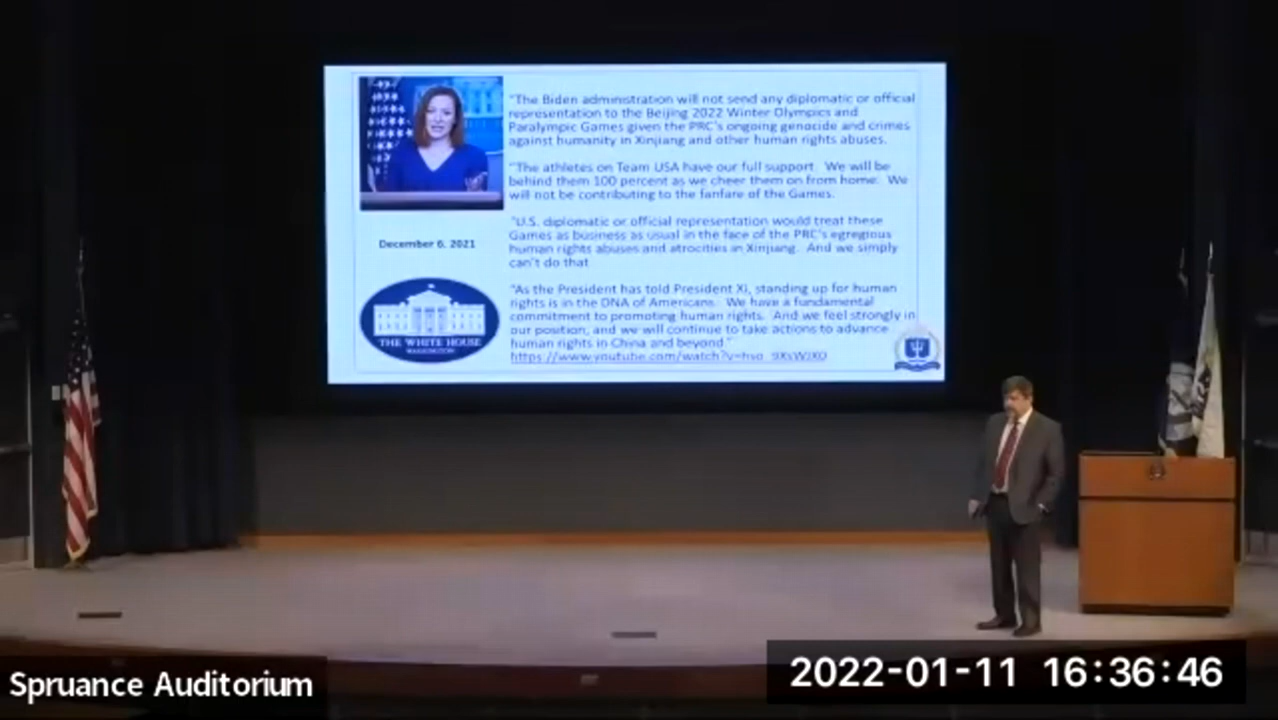 "The Biden administration will not send any diplomatic or official
representation to the Beijing 2022 Winter Olympics and
Paralympic Games given the PRC's ongoing genocide and crimes
against humanity in Xinjiang and other human rights abuses.
"The athletes on Team USA have our full support. We will be
behind them 100 percent as we cheer them on from home. We
will not be contributing to the fanfare of the Games.
"U.S. diplomatic or official representation would treat these
Games as business as usual in the face of the PRC's egregious
human rights abuses and atrocities in Xinjiang. And we simply
can't do that
"As the President has told President Xi, standing up for human
rights is in the DNA of Americans. We have a fundamental
commitment to promoting human rights. And we feel strongly in
our position, and we will continue to take actions to advance
human rights in China and beyond."
December 6, 2021
THE WHITE HOUSE
WASHINGTON
Spruance Auditorium
2022-01-11 16:36:46